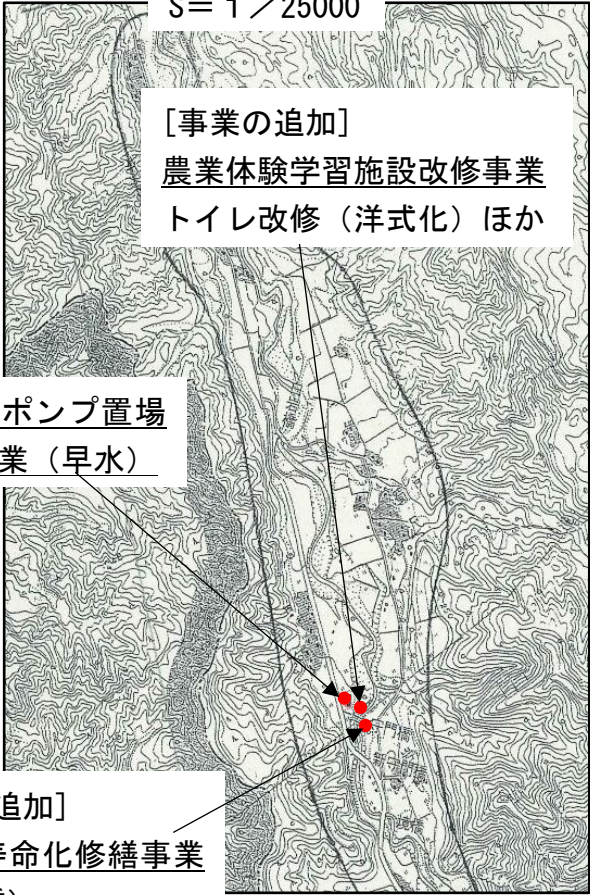 S=１／25000
[事業の追加]
農業体験学習施設改修事業
トイレ改修（洋式化）ほか
ポンプ置場
業（早水）
追加]
寿命化修繕事業